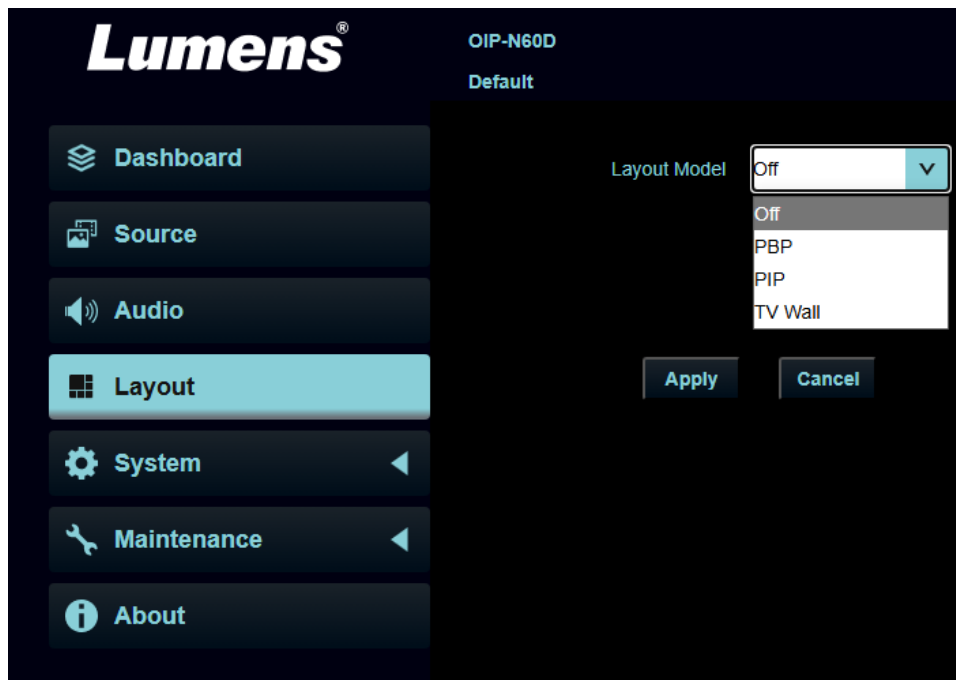 Lumens®
OIP-N60D
Default
Dashboard
Source
Audio
Layout
System
Maintenance
About
Layout Model
Off
Off
PBP
PIP
TV Wall
Apply
Cancel